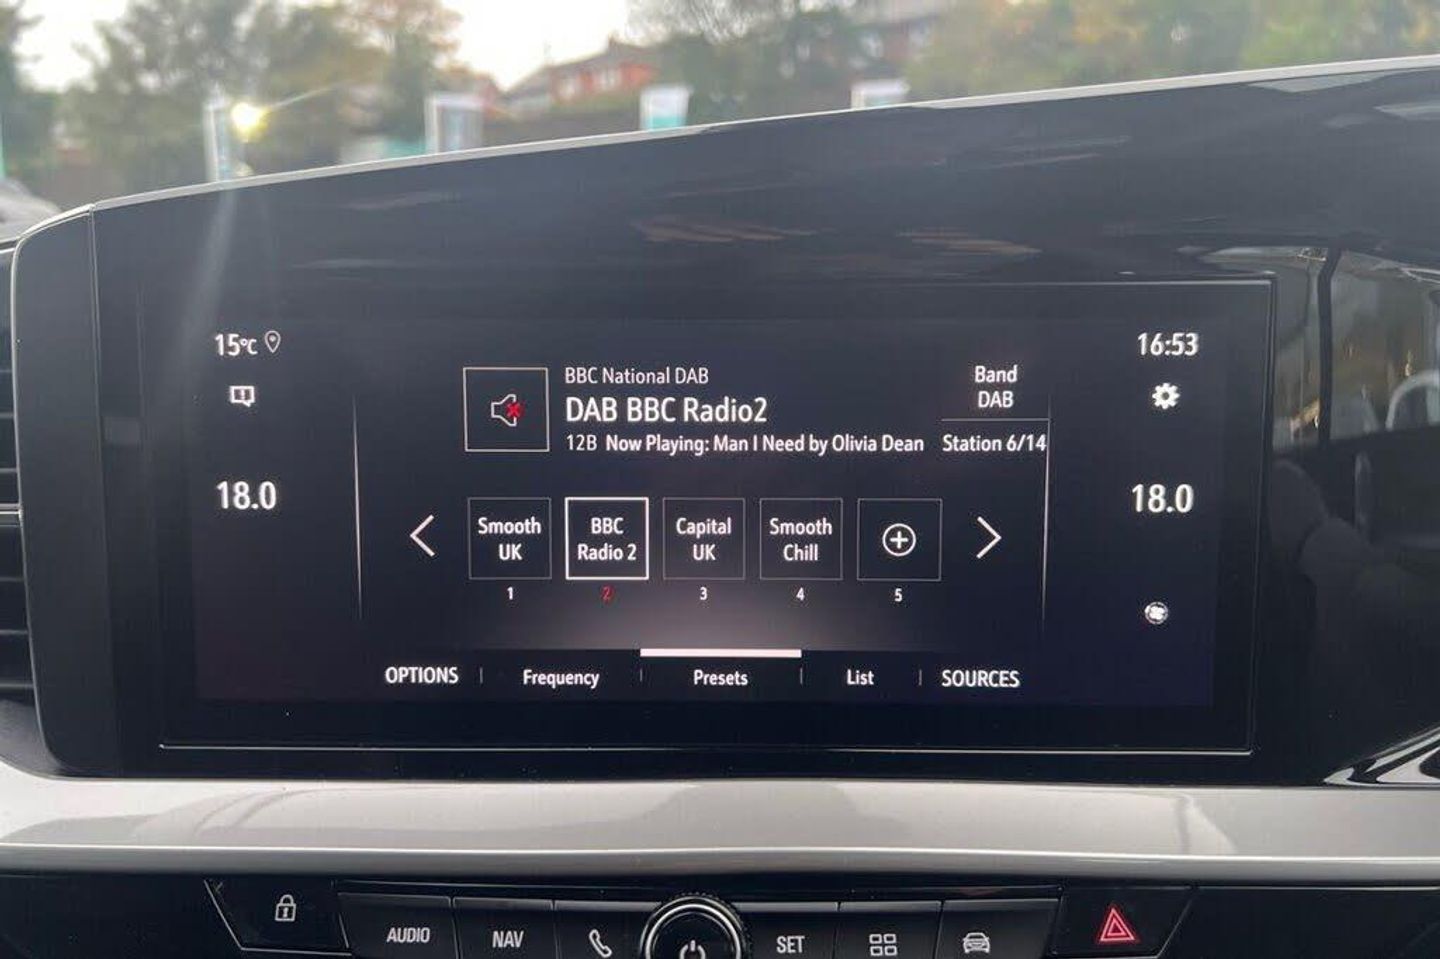 15°C
16:53
BBC National DAB
DAB BBC Radio2
12B Now Playing: Man I Need by Olivia Dean
Band
DAB
Station 6/14
18.0
18.0
Smooth
UK
BBC
Radio 2
Capital
UK
Smooth
Chill
1
2
3
4
5
OPTIONS
Frequency
Presets
List
SOURCES
AUDIO
NAV
SET